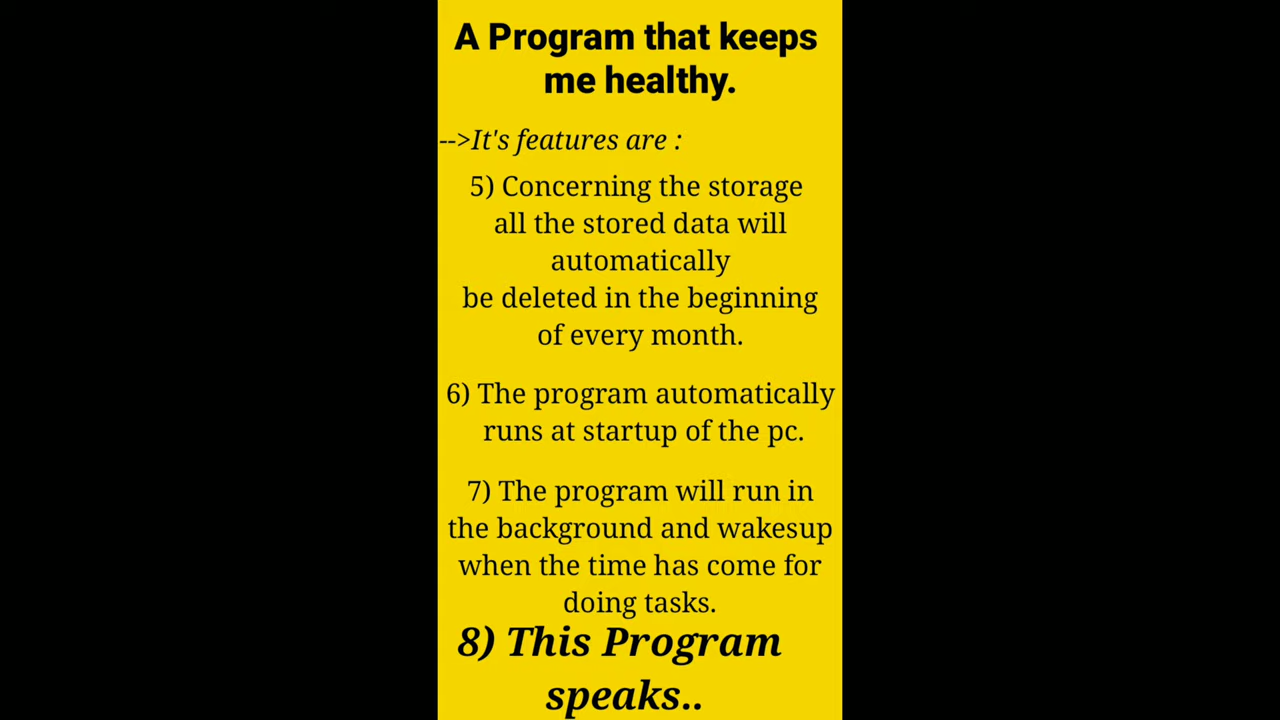 A Program that keeps
me healthy.
-->It's features are :
5) Concerning the storage
all the stored data will
automatically
be deleted in the beginning
of every month.
6) The program automatically
runs at startup of the pc.
7) The program will run in
the background and wakesup
when the time has come for
doing tasks.
8) This Program
speaks..